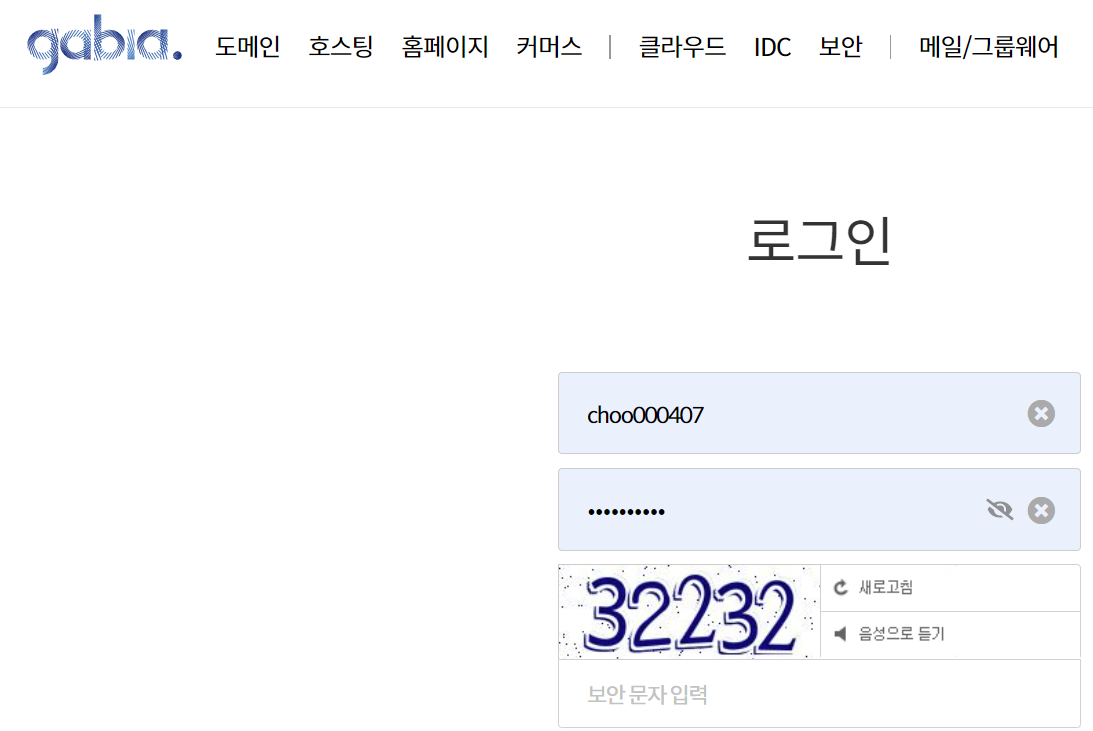 gabia. 도메인 호스팅 홈페이지 커머스 | 클라우드 IDC 보안 | 메일/그룹웨어
로그인
choo000407
••••••••••
32232
새로고침
음성으로 듣기
보안 문자 입력